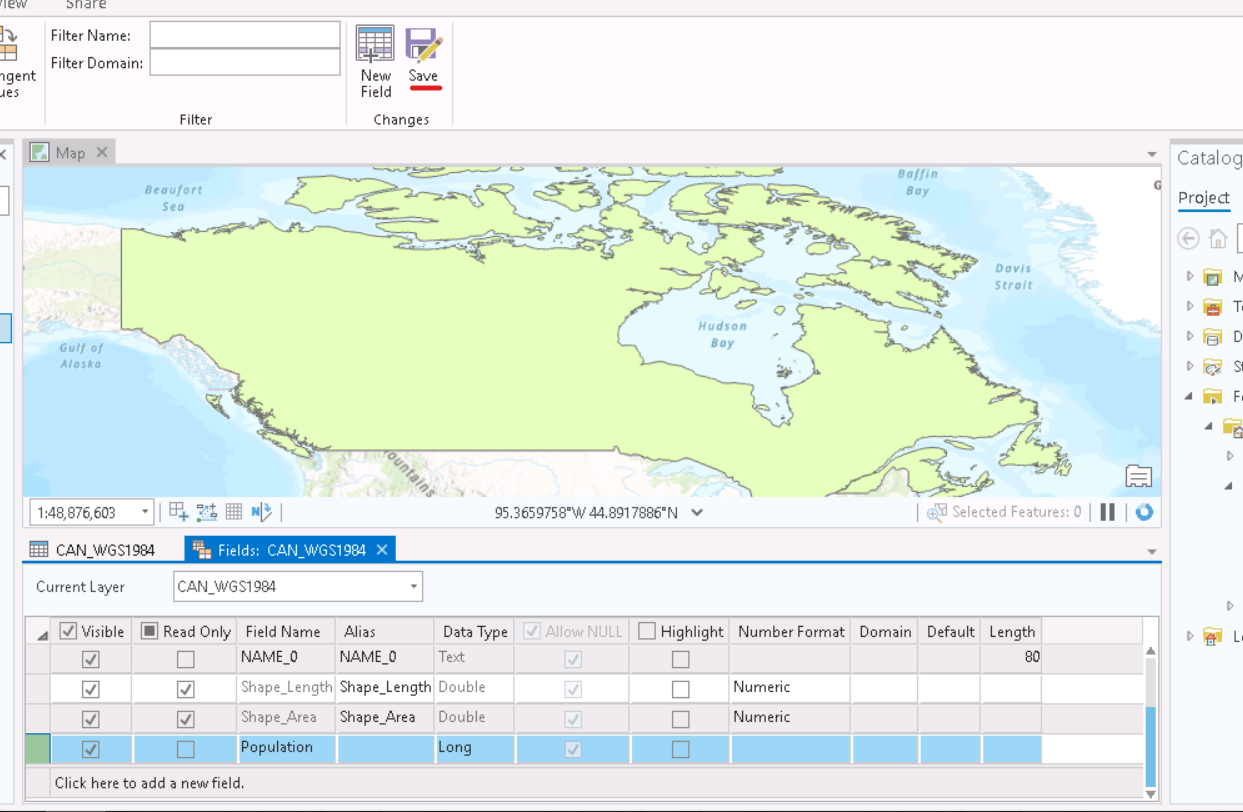 View Share
Filter Name:
Filter Domain:
New
Field
Save
Filter
Changes
Map
Catalog
Project
Beaufort
Sea
Baffin
Bay
Davis
Strait
Hudson
Bay
Gulf of
Alaska
ountains
1:48,876,603
95.3659758°W 44.8917886°N
Selected Features: 0
CAN_WGS1984
Fields: CAN_WGS1984
Current Layer
CAN_WGS1984
Visible Read Only Field Name Alias Data Type Allow NULL Highlight Number Format Domain Default Length
NAME_0 NAME_0 Text 80
Shape_Length Shape_Length Double Numeric
Shape_Area Shape_Area Double Numeric
Population Long
Click here to add a new field.